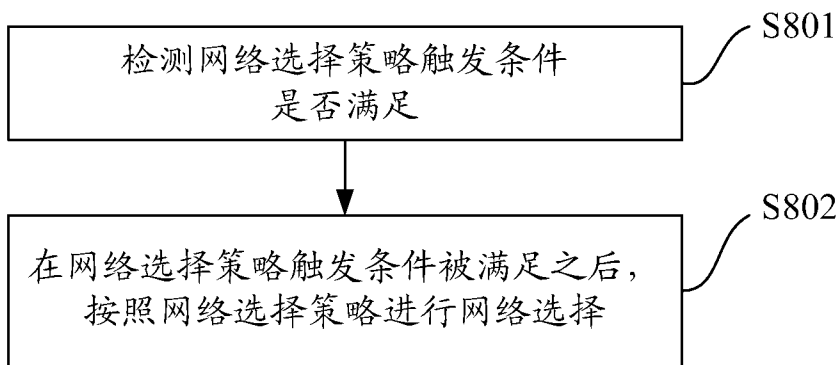 检测网络选择策略触发条件
是否满足
S801
在网络选择策略触发条件被满足之后，
按照网络选择策略进行网络选择
S802